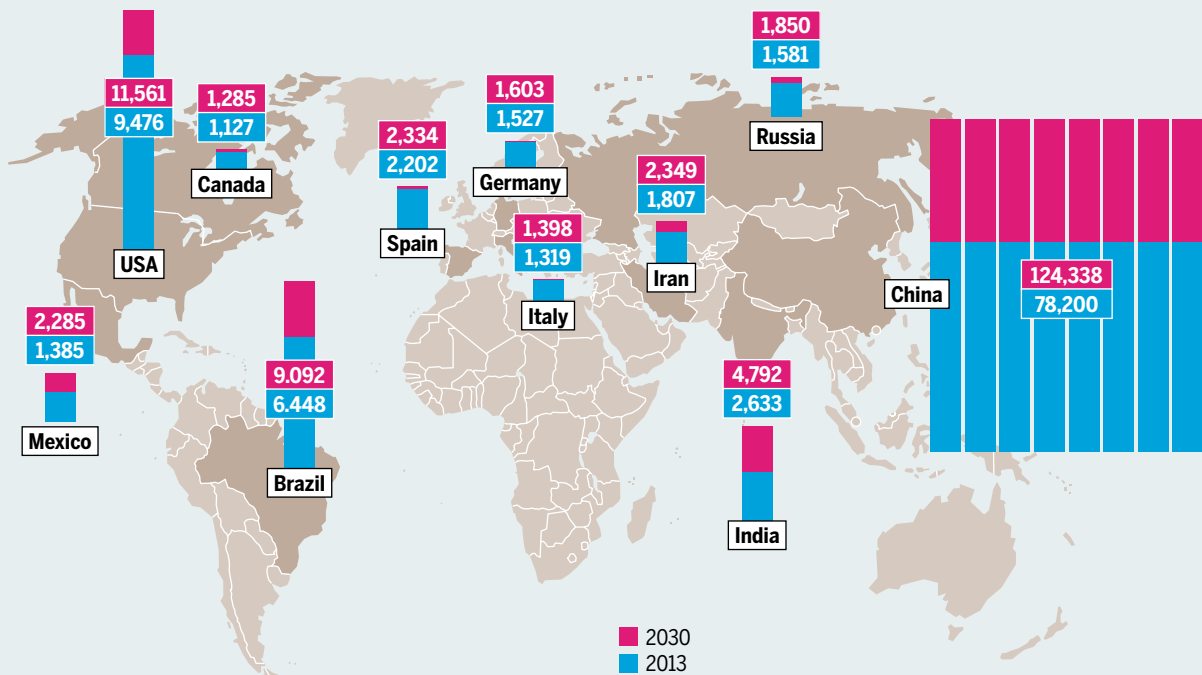 11,561
9,476
USA
1,285
1,127
Canada
2,334
2,202
Spain
1,603
1,527
Germany
1,398
1,319
Italy
2,349
1,807
Iran
1,850
1,581
Russia
China
124,338
78,200
2,285
1,385
Mexico
9.092
6.448
Brazil
4,792
2,633
India
2030
2013